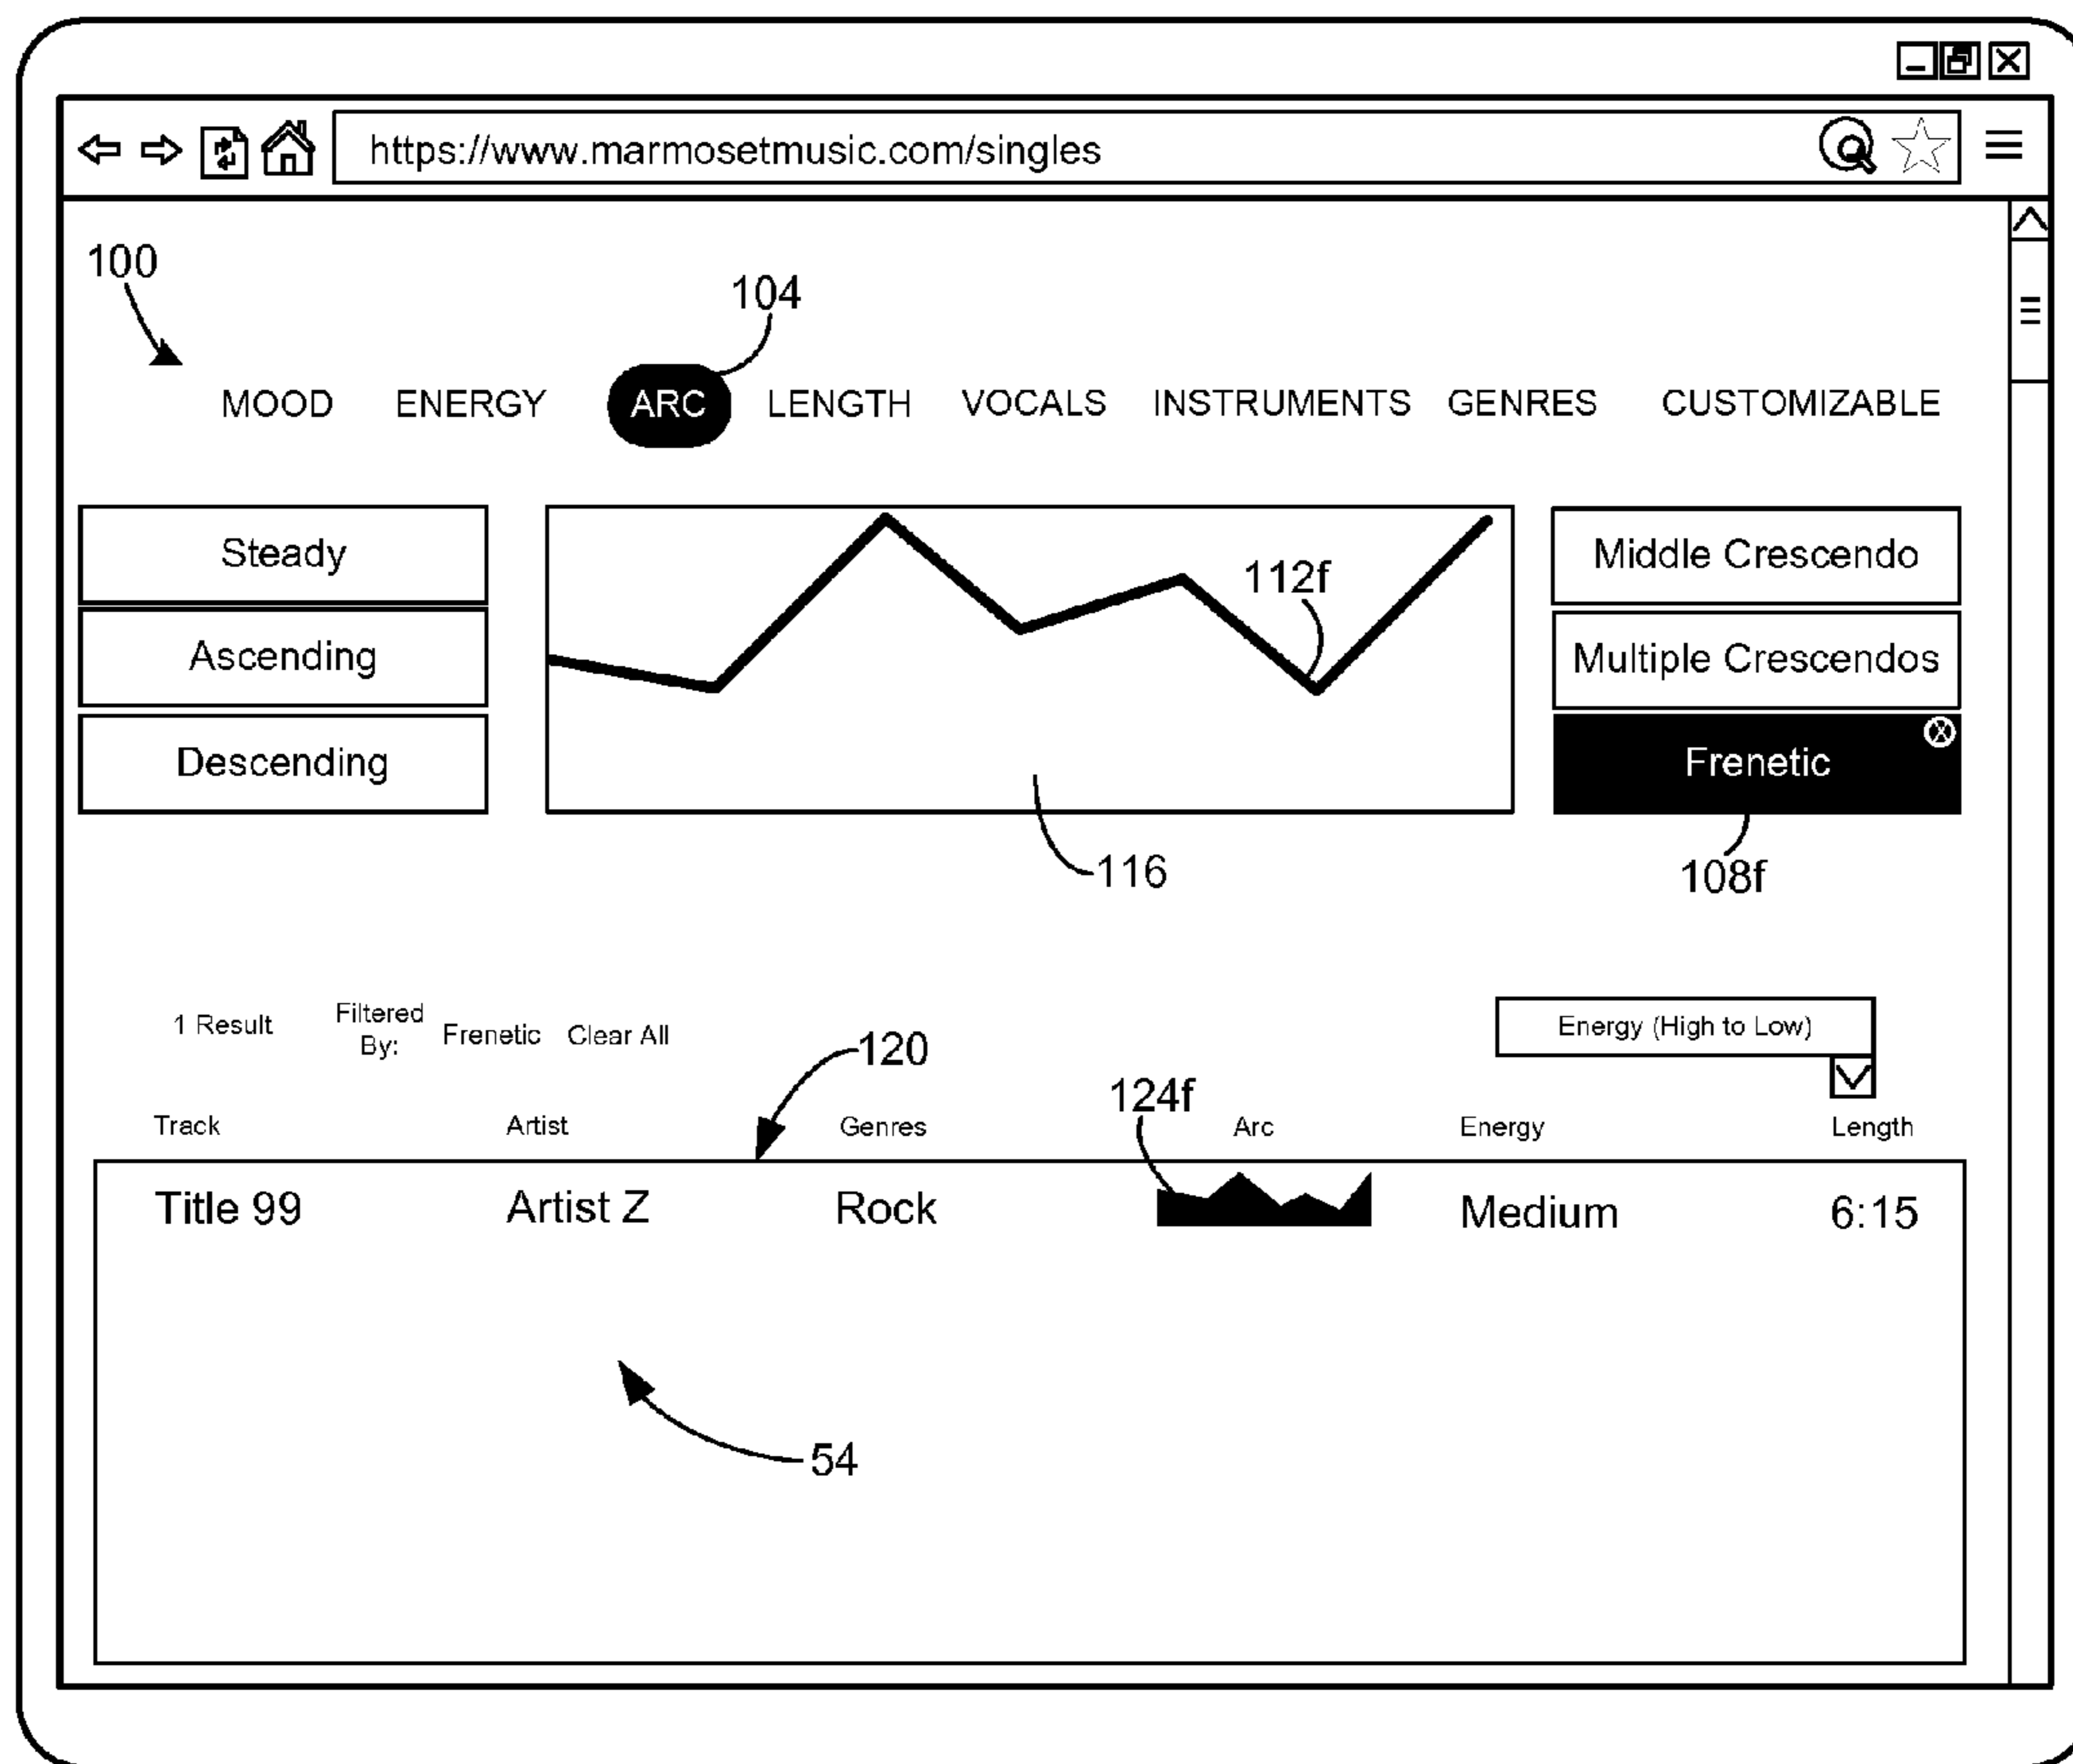 https://www.marmosetmusic.com/singles
100
104
MOOD ENERGY ARC LENGTH VOCALS INSTRUMENTS GENRES CUSTOMIZABLE
Steady
Ascending
Descending
112f
116
Middle Crescendo
Multiple Crescendos
Frenetic
108f
1 Result
Filtered
By:
Frenetic
Clear All
120
124f
Energy (High to Low)
Track Artist Genres Arc Energy Length
Title 99 Artist Z Rock Medium 6:15
54